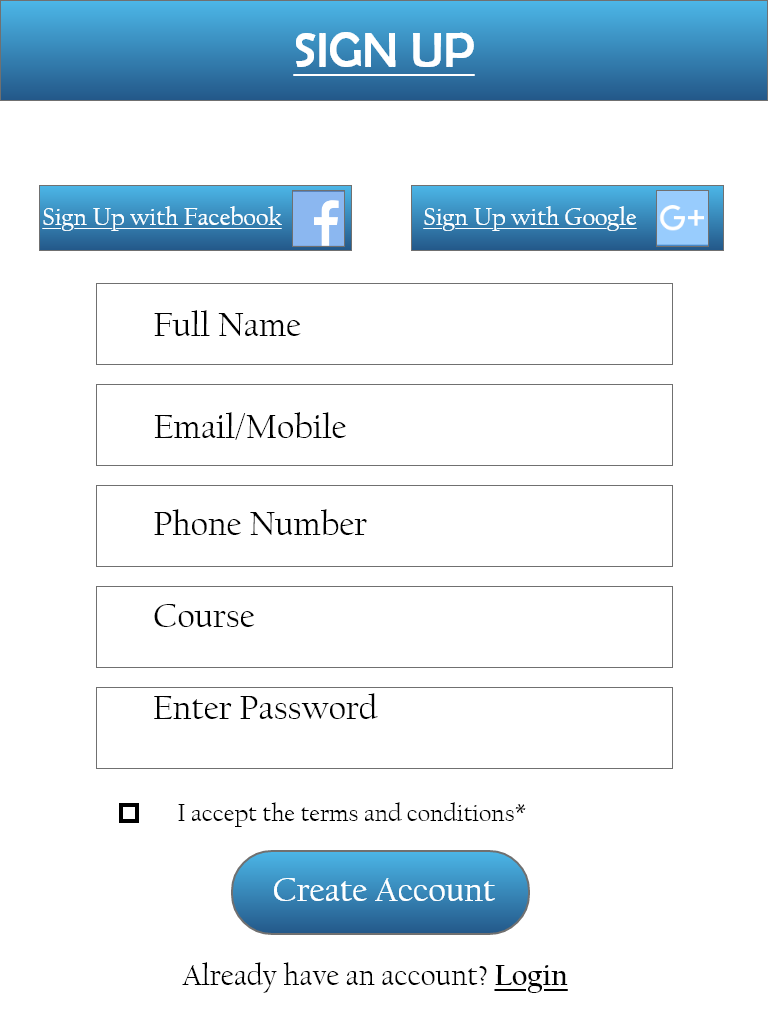 SIGN UP
Sign Up with Facebook f
Sign Up with Google G+
Full Name
Email/Mobile
Phone Number
Course
Enter Password
I accept the terms and conditions*
Create Account
Already have an account? Login